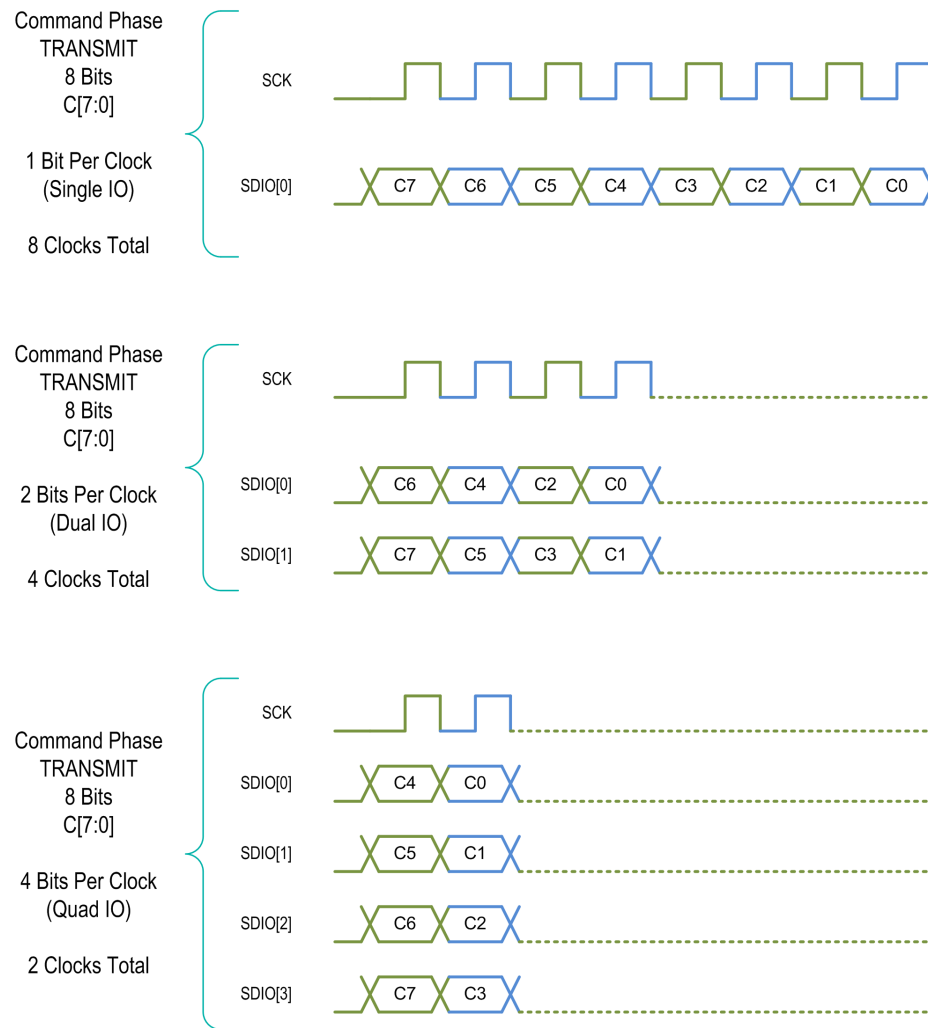 Command Phase
TRANSMIT
8 Bits
C[7:0]
1 Bit Per Clock
(Single IO)
8 Clocks Total
SCK
SDIO[0] C7 C6 C5 C4 C3 C2 C1 C0
Command Phase
TRANSMIT
8 Bits
C[7:0]
2 Bits Per Clock
(Dual IO)
4 Clocks Total
SCK
SDIO[0] C6 C4 C2 C0
SDIO[1] C7 C5 C3 C1
Command Phase
TRANSMIT
8 Bits
C[7:0]
4 Bits Per Clock
(Quad IO)
2 Clocks Total
SCK
SDIO[0] C4 C0
SDIO[1] C5 C1
SDIO[2] C6 C2
SDIO[3] C7 C3